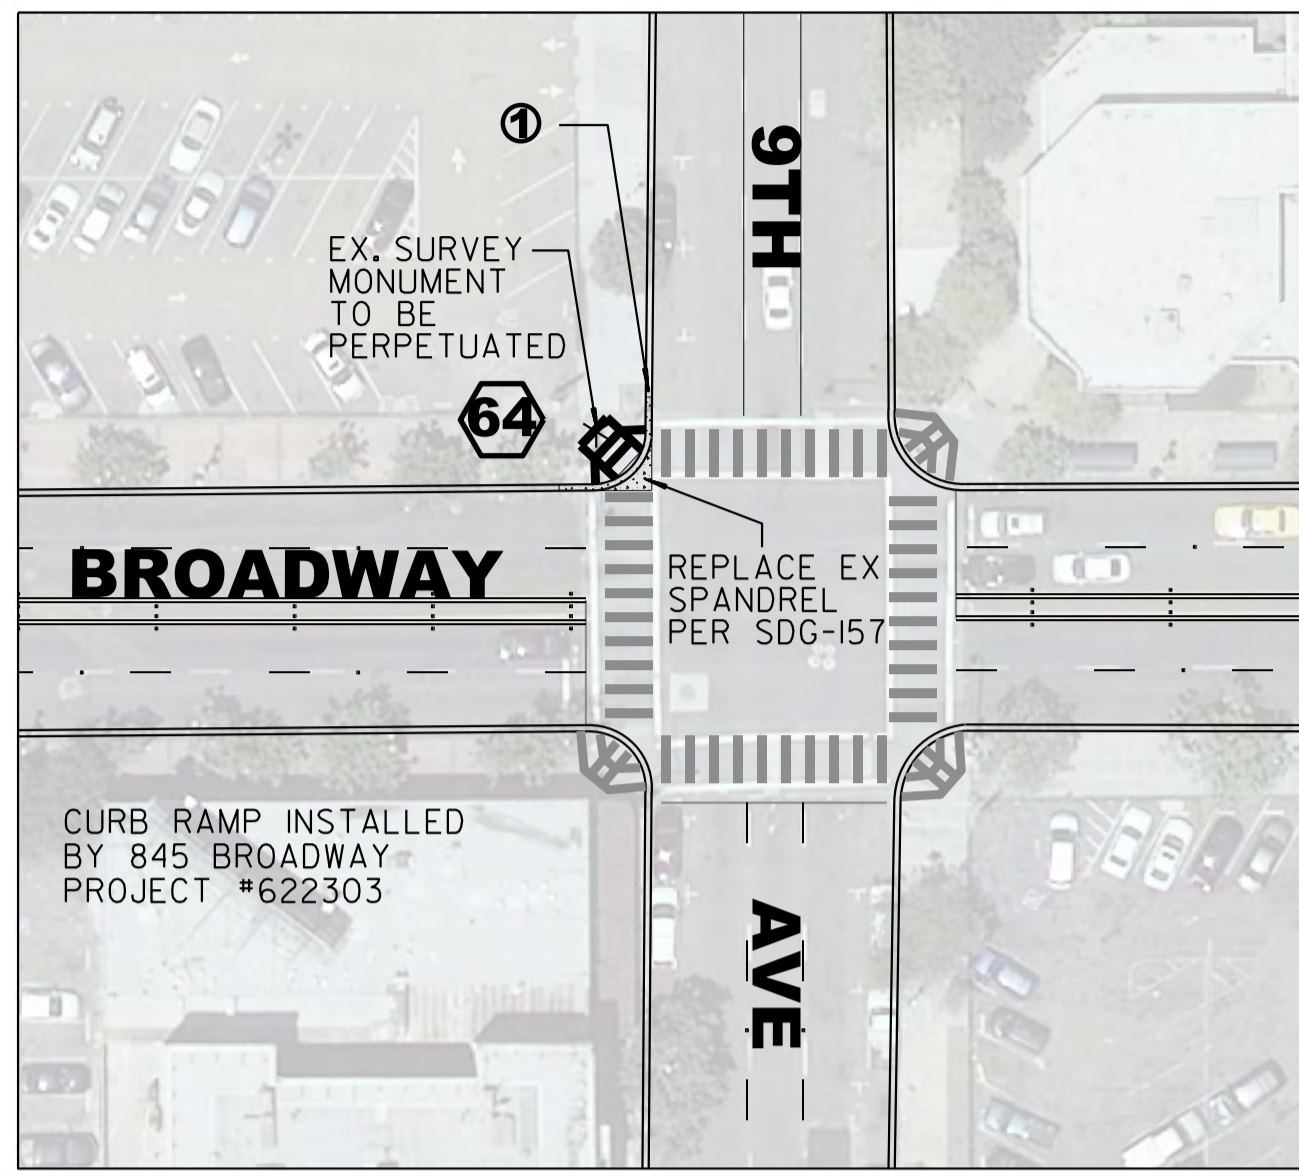 ①
9TH
EX. SURVEY
MONUMENT
TO BE
PERPETUATED
64
BROADWAY
REPLACE EX
SPANDREL
PER SDG-157
CURB RAMP INSTALLED
BY 845 BROADWAY
PROJECT #622303
AVE